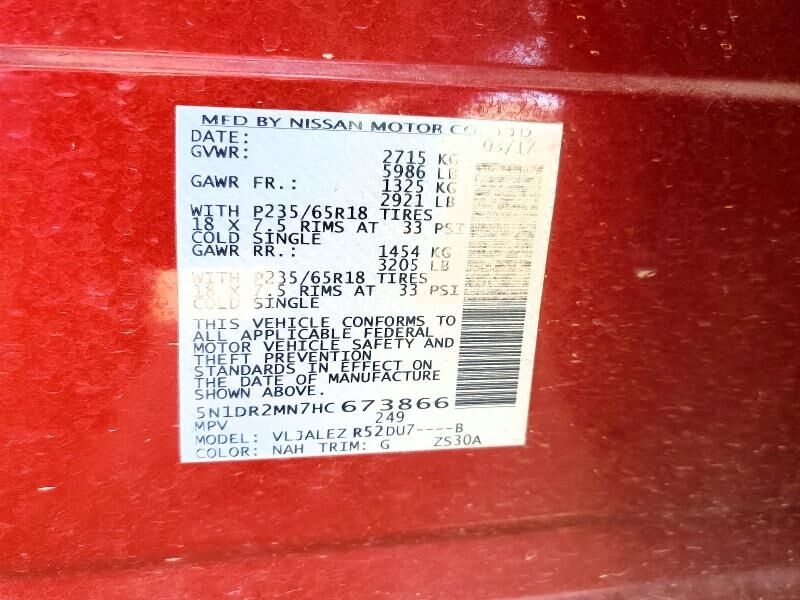 MFD BY NISSAN MOTOR CO., LTD.
DATE: 03/17
GVWR: 2715 KG
5986 LB
GAWR FR.: 1325 KG
2921 LB
WITH P235/65R18 TIRES
18 X 7.5 RIMS AT 33 PSI
COLD SINGLE
GAWR RR.: 1454 KG
3205 LB
WITH P235/65R18 TIRES
18 X 7.5 RIMS AT 33 PSI
COLD SINGLE
THIS VEHICLE CONFORMS TO
ALL APPLICABLE FEDERAL
MOTOR VEHICLE SAFETY AND
THEFT PREVENTION
STANDARDS IN EFFECT ON
THE DATE OF MANUFACTURE
SHOWN ABOVE.
5N1DR2MN7HC673866
MPV 249
MODEL: VLJALEZ R52DU7----B
COLOR: NAH TRIM: G ZS30A